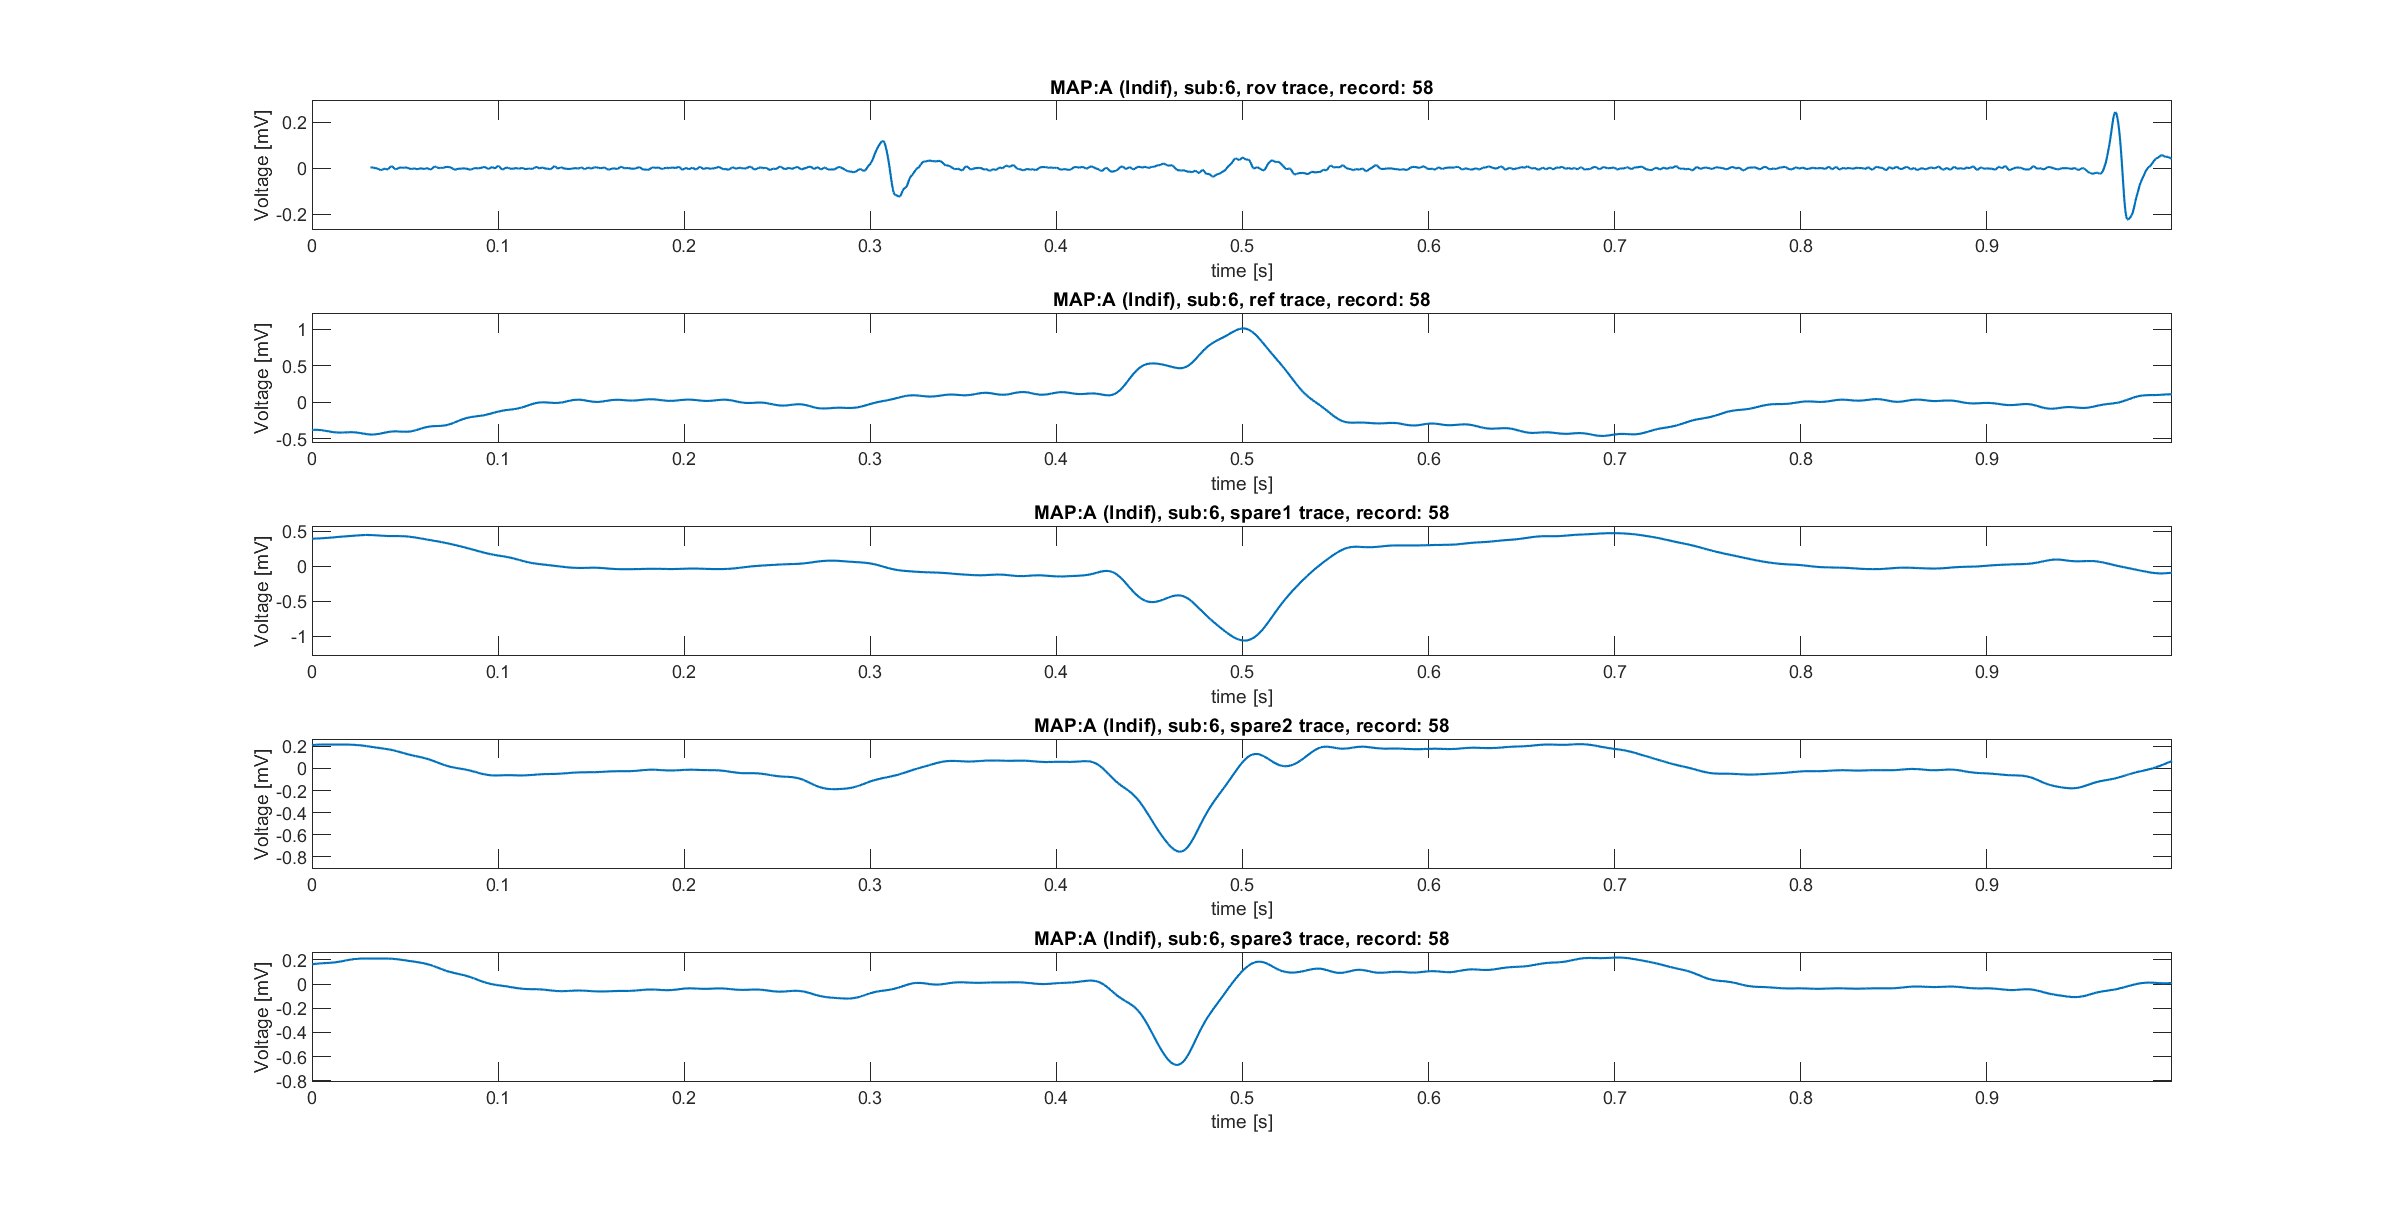 MAP:A (Indif), sub:6, rov trace, record: 58
Voltage [mV]
0.2
0
-0.2
0 0.1 0.2 0.3 0.4 0.5 0.6 0.7 0.8 0.9
time [s]
MAP:A (Indif), sub:6, ref trace, record: 58
Voltage [mV]
1
0.5
0
-0.5
0 0.1 0.2 0.3 0.4 0.5 0.6 0.7 0.8 0.9
time [s]
MAP:A (Indif), sub:6, spare1 trace, record: 58
Voltage [mV]
0.5
0
-0.5
-1
0 0.1 0.2 0.3 0.4 0.5 0.6 0.7 0.8 0.9
time [s]
MAP:A (Indif), sub:6, spare2 trace, record: 58
Voltage [mV]
0.2
0
-0.2
-0.4
-0.6
-0.8
0 0.1 0.2 0.3 0.4 0.5 0.6 0.7 0.8 0.9
time [s]
MAP:A (Indif), sub:6, spare3 trace, record: 58
Voltage [mV]
0.2
0
-0.2
-0.4
-0.6
-0.8
0 0.1 0.2 0.3 0.4 0.5 0.6 0.7 0.8 0.9
time [s]